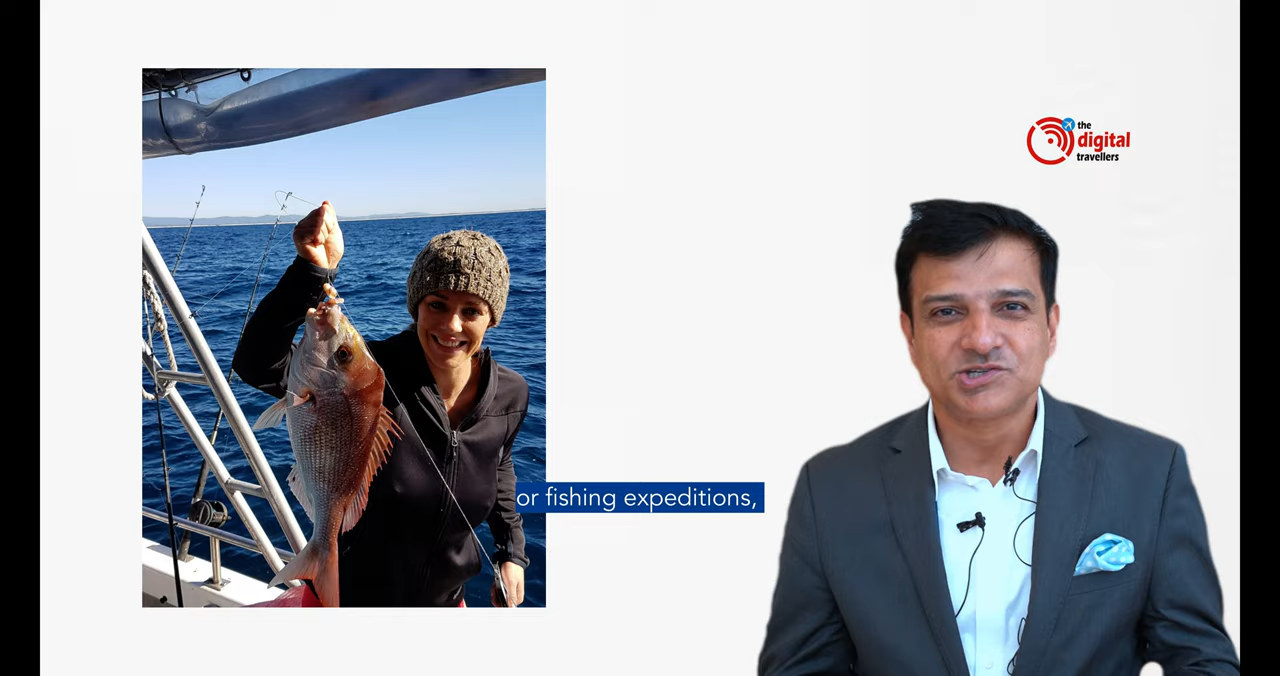 the
digital
travellers
or fishing expeditions,